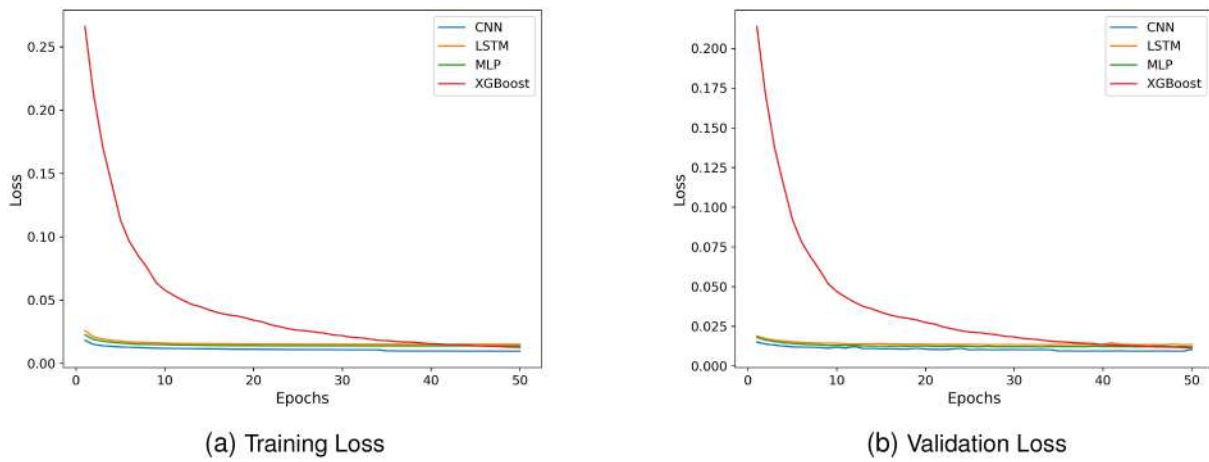 CNN
LSTM
MLP
XGBoost
0.25
0.20
0.15
0.10
0.05
0.00
Loss
0 10 20 30 40 50
Epochs
(a) Training Loss
CNN
LSTM
MLP
XGBoost
0.200
0.175
0.150
0.125
0.100
0.075
0.050
0.025
0.000
Loss
0 10 20 30 40 50
Epochs
(b) Validation Loss